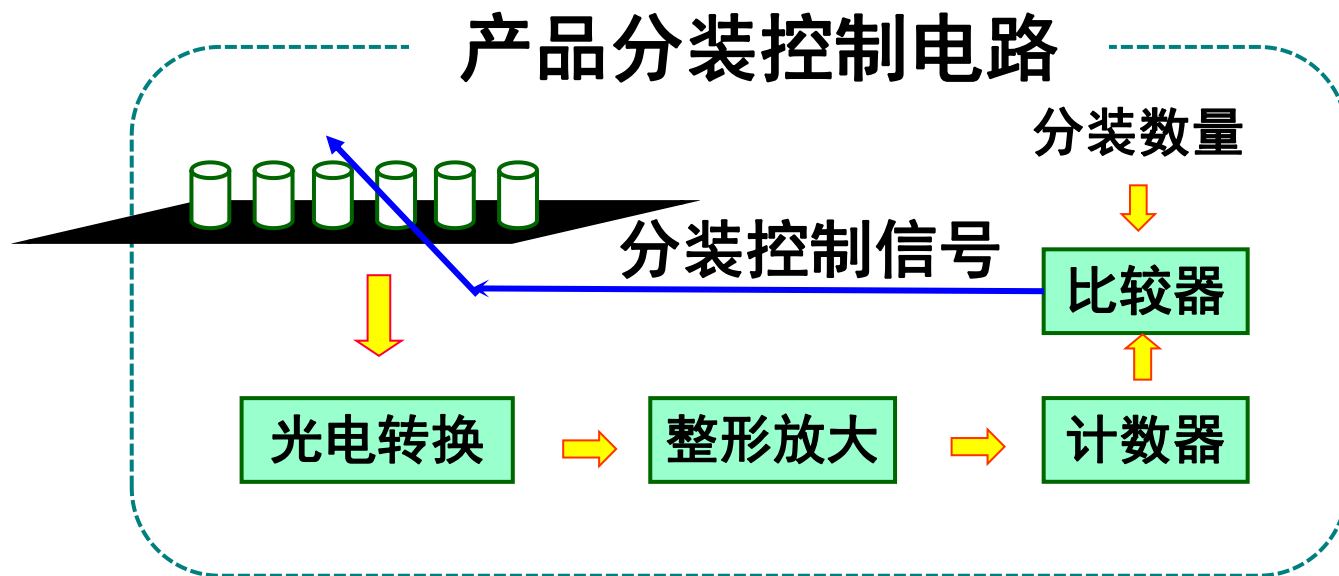 产品分装控制电路
分装数量
分装控制信号
比较器
光电转换
整形放大
计数器